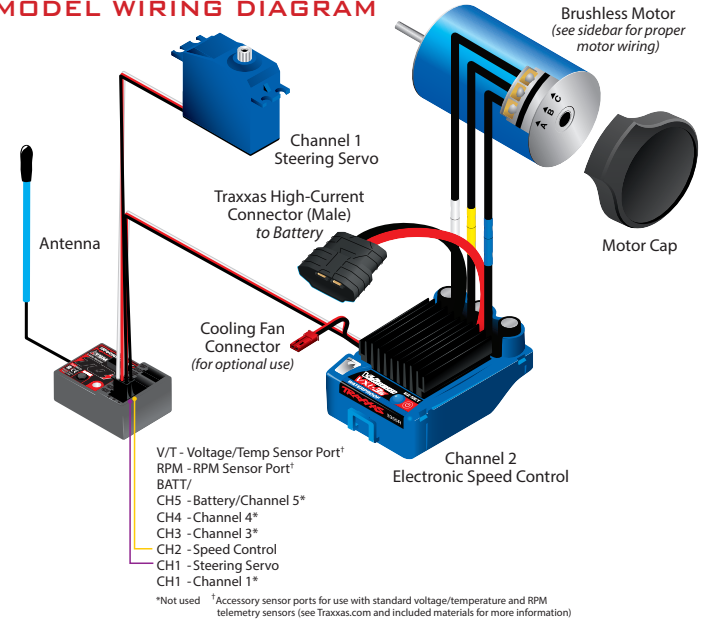 MODEL WIRING DIAGRAM
Brushless Motor
(see sidebar for proper
motor wiring)
A B C
Channel 1
Steering Servo
Traxxas High-Current
Connector (Male)
to Battery
Antenna
Motor Cap
Cooling Fan
Connector
(for optional use)
VXL-3s
WATERPROOF
TRAXXAS
Channel 2
Electronic Speed Control
V/T - Voltage/Temp Sensor Port†
RPM - RPM Sensor Port†
BATT/
CH5 - Battery/Channel 5*
CH4 - Channel 4*
CH3 - Channel 3*
CH2 - Speed Control
CH1 - Steering Servo
CH1 - Channel 1*
*Not used †Accessory sensor ports for use with standard voltage/temperature and RPM
telemetry sensors (see Traxxas.com and included materials for more information)